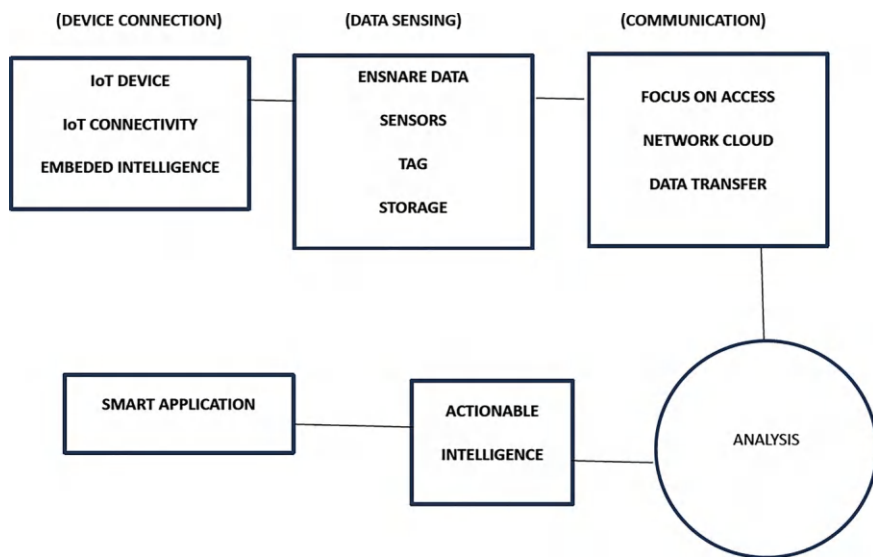 (DEVICE CONNECTION)
(DATA SENSING)
(COMMUNICATION)
IoT DEVICE
IoT CONNECTIVITY
EMBEDED INTELLIGENCE
ENSNARE DATA
SENSORS
TAG
STORAGE
FOCUS ON ACCESS
NETWORK CLOUD
DATA TRANSFER
SMART APPLICATION
ACTIONABLE
INTELLIGENCE
ANALYSIS